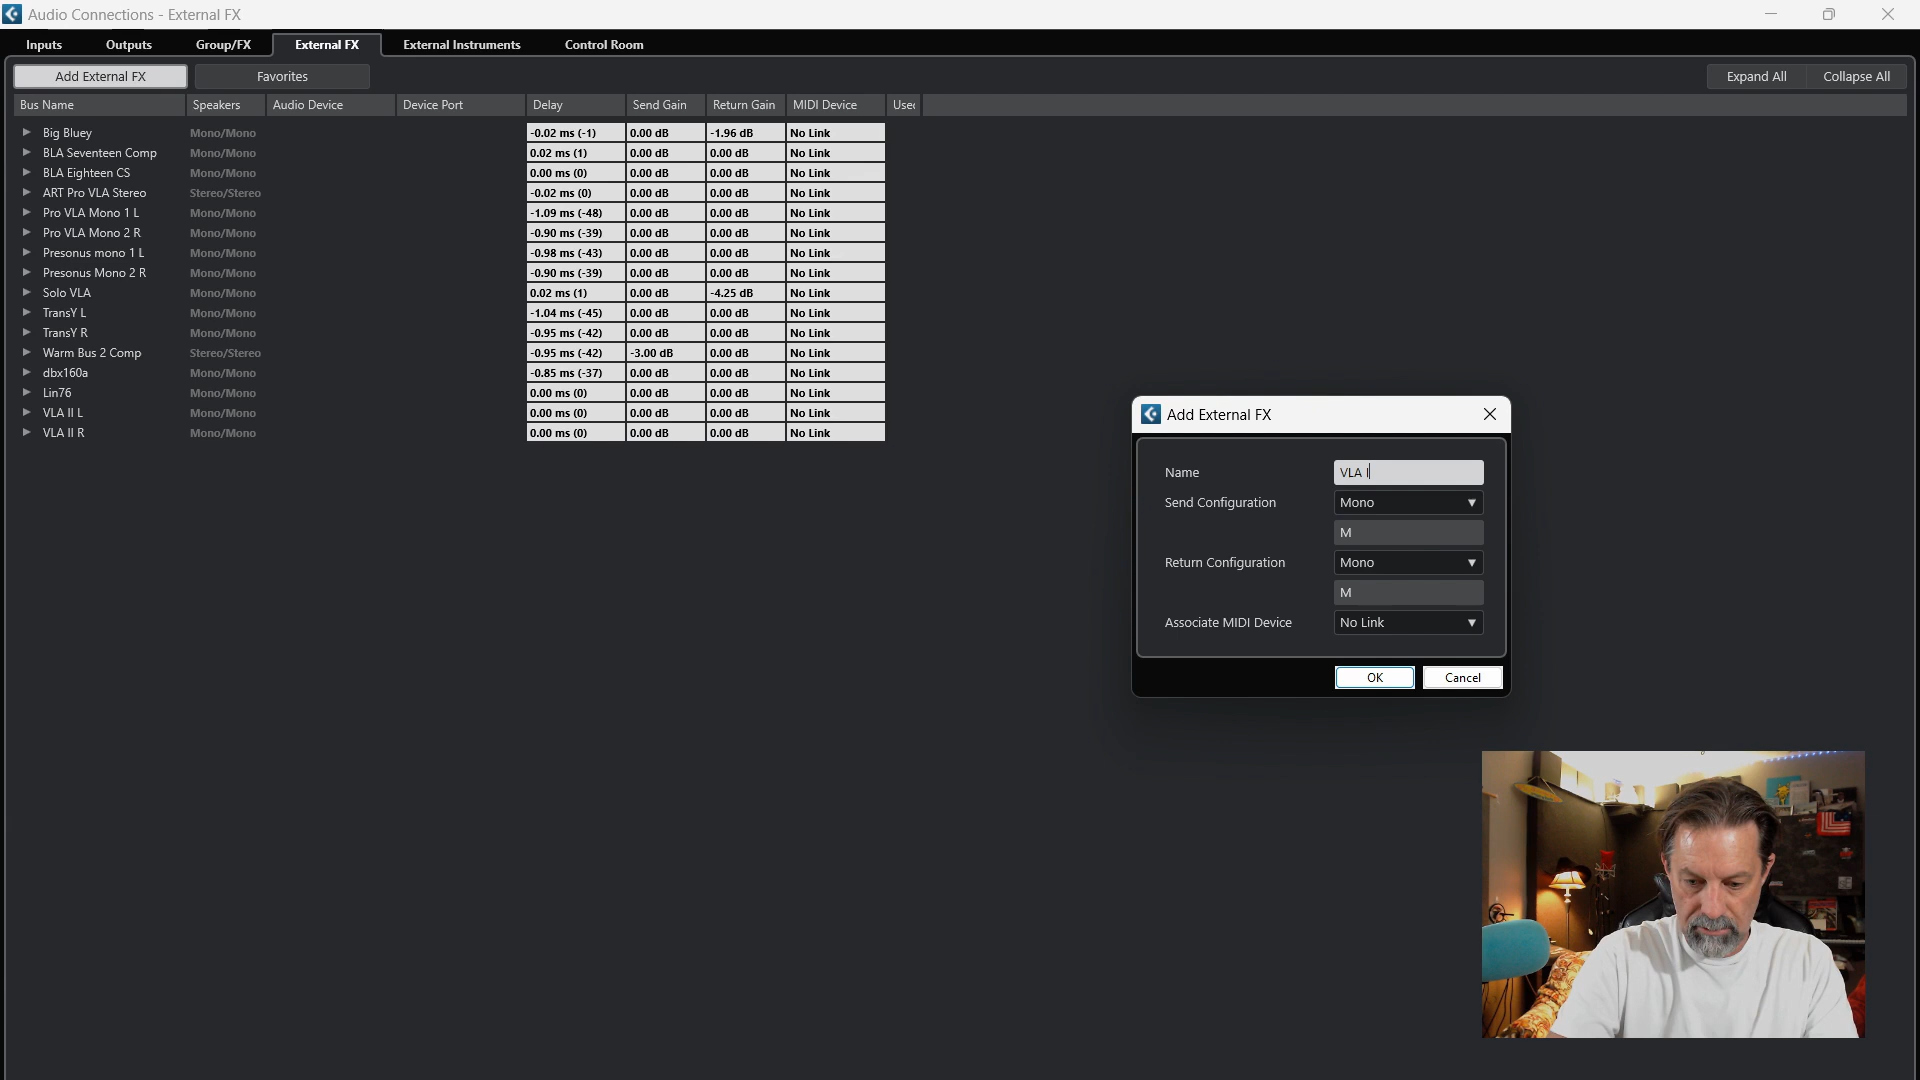 Audio Connections - External FX
Inputs Outputs Group/FX External FX External Instruments Control Room
Add External FX Favorites Expand All Collapse All
Bus Name Speakers Audio Device Device Port Delay Send Gain Return Gain MIDI Device Used
Big Bluey Mono/Mono -0.02 ms (-1) 0.00 dB -1.96 dB No Link
BLA Seventeen Comp Mono/Mono 0.02 ms (1) 0.00 dB 0.00 dB No Link
BLA Eighteen CS Mono/Mono 0.00 ms (0) 0.00 dB 0.00 dB No Link
ART Pro VLA Stereo Stereo/Stereo -0.02 ms (0) 0.00 dB 0.00 dB No Link
Pro VLA Mono 1 L Mono/Mono -1.09 ms (-48) 0.00 dB 0.00 dB No Link
Pro VLA Mono 2 R Mono/Mono -0.90 ms (-39) 0.00 dB 0.00 dB No Link
Presonus mono 1 L Mono/Mono -0.98 ms (-43) 0.00 dB 0.00 dB No Link
Presonus Mono 2 R Mono/Mono -0.90 ms (-39) 0.00 dB 0.00 dB No Link
Solo VLA Mono/Mono 0.02 ms (1) 0.00 dB -4.25 dB No Link
TransY L Mono/Mono -1.04 ms (-45) 0.00 dB 0.00 dB No Link
TransY R Mono/Mono -0.95 ms (-42) 0.00 dB 0.00 dB No Link
Warm Bus 2 Comp Stereo/Stereo -0.95 ms (-42) -3.00 dB 0.00 dB No Link
dbx160a Mono/Mono -0.85 ms (-37) 0.00 dB 0.00 dB No Link
Lin76 Mono/Mono 0.00 ms (0) 0.00 dB 0.00 dB No Link
VLA II L Mono/Mono 0.00 ms (0) 0.00 dB 0.00 dB No Link
VLA II R Mono/Mono 0.00 ms (0) 0.00 dB 0.00 dB No Link
Add External FX
Name VLA I
Send Configuration Mono
M
Return Configuration Mono
M
Associate MIDI Device No Link
OK Cancel